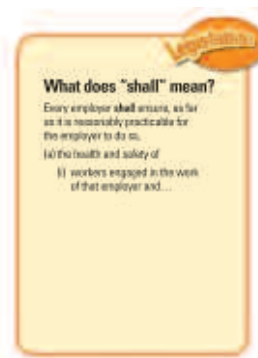 Legislation
What does "shall" mean?
Every employer shall ensure, as far
as it is reasonably practicable for
the employer to do so,
(a) the health and safety of
(i) workers engaged in the work
of that employer and...